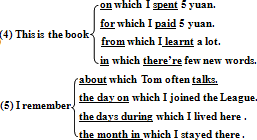 on which I spent 5 yuan.
for which I paid 5 yuan.
(4) This is the book
from which I learnt a lot.
in which there're few new words.
about which Tom often talks.
the day on which I joined the League.
(5) I remember
the days during which I lived here .
the month in which I stayed there .